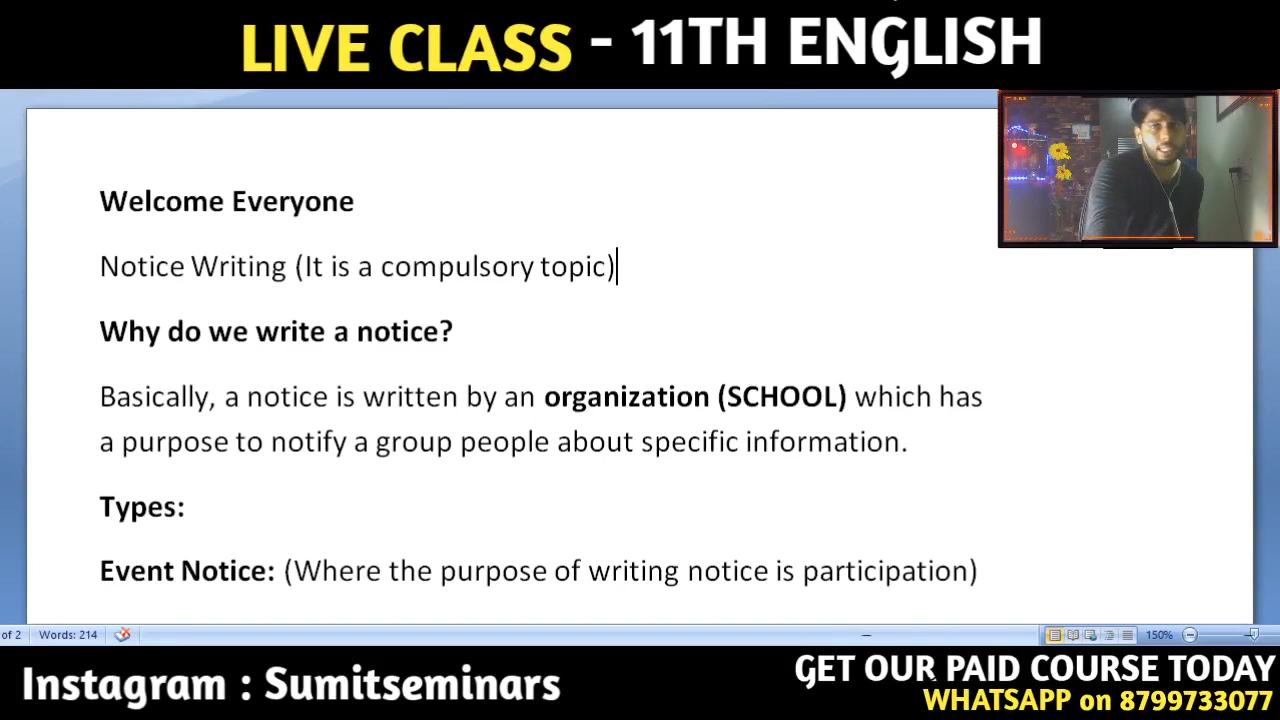 LIVE CLASS - 11TH ENGLISH
Welcome Everyone
Notice Writing (It is a compulsory topic)
Why do we write a notice?
Basically, a notice is written by an organization (SCHOOL) which has
a purpose to notify a group people about specific information.
Types:
Event Notice: (Where the purpose of writing notice is participation)
of 2 Words: 214 150%
Instagram : Sumitseminars
GET OUR PAID COURSE TODAY
WHATSAPP on 8799733077